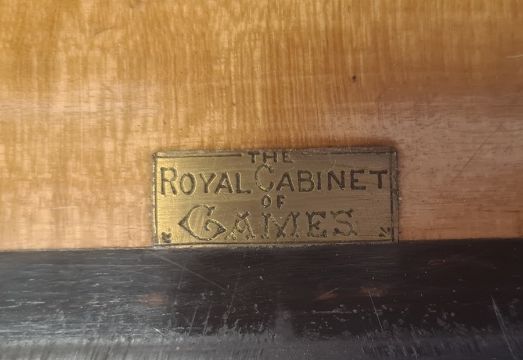 THE
ROYAL CABINET
OF
GAMES